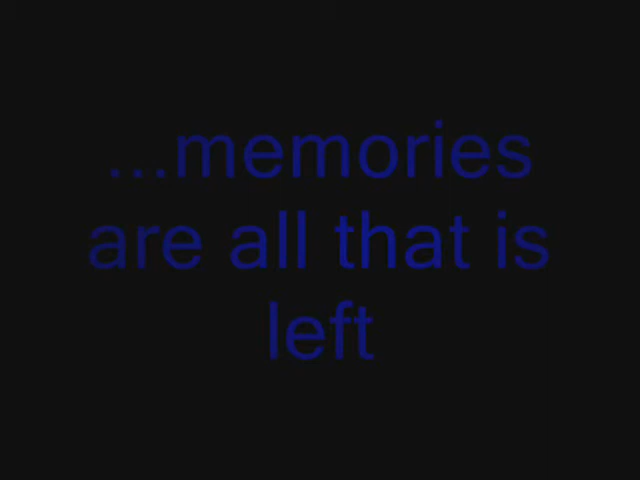 ...memories
are all that is
left